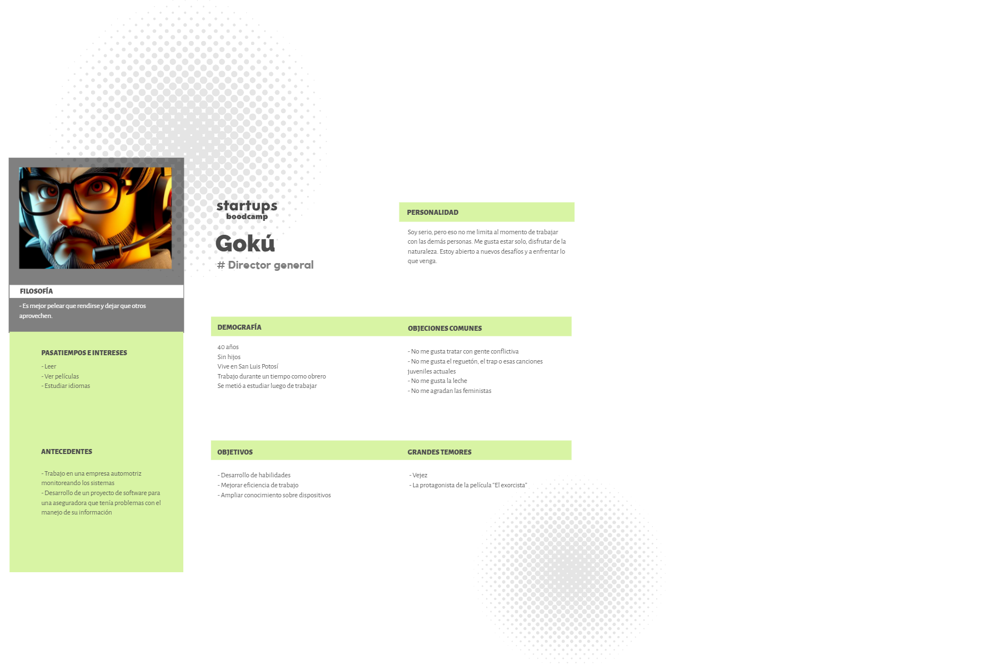 startups
boodcamp
Gokú
# Director general
PERSONALIDAD
Soy serio, pero eso no me limita al momento de trabajar
con las demás personas. Me gusta estar solo, disfrutar de la
naturaleza. Estoy abierto a nuevos desafíos y a enfrentar lo
que venga.
FILOSOFÍA
- Es mejor pelear que rendirse y dejar que otros
aprovechen.
PASATIEMPOS E INTERESES
- Leer
- Ver películas
- Estudiar idiomas
ANTECEDENTES
- Trabajo en una empresa automotriz
monitoreando los sistemas
- Desarrollo de un proyecto de software para
una aseguradora que tenía problemas con el
manejo de su información
DEMOGRAFÍA
40 años
Sin hijos
Vive en San Luis Potosí
Trabajo durante un tiempo como obrero
Se metió a estudiar luego de trabajar
OBJECIONES COMUNES
- No me gusta tratar con gente conflictiva
- No me gusta el reguetón, el trap o esas canciones
juveniles actuales
- No me gusta la leche
- No me agradan las feministas
OBJETIVOS
- Desarrollo de habilidades
- Mejorar eficiencia de trabajo
- Ampliar conocimiento sobre dispositivos
GRANDES TEMORES
- Vejez
- La protagonista de la película “El exorcista”